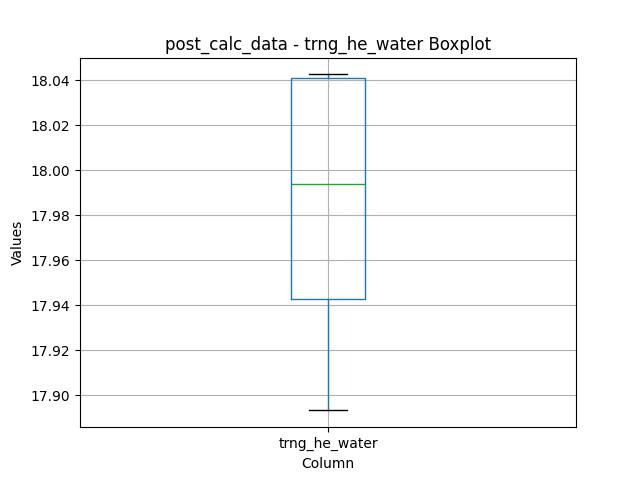 post_calc_data - trng_he_water Boxplot
18.04
18.02
18.00
17.98
17.96
17.94
17.92
17.90
Values
trng_he_water
Column